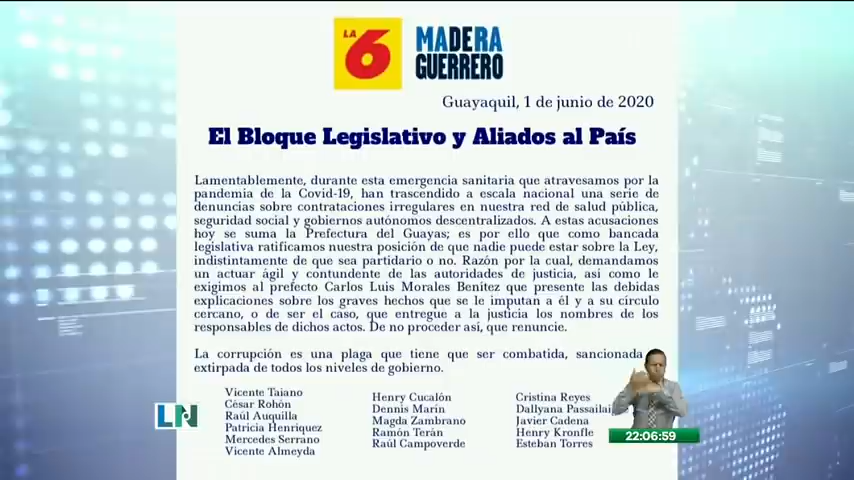 LA 6
MADERA
GUERRERO
Guayaquil, 1 de junio de 2020
El Bloque Legislativo y Aliados al País
Lamentablemente, durante esta emergencia sanitaria que atravesamos por la
pandemia de la Covid-19, han trascendido a escala nacional una serie de
denuncias sobre contrataciones irregulares en nuestra red de salud pública,
seguridad social y gobiernos autónomos descentralizados. A estas acusaciones
hoy se suma la Prefectura del Guayas; es por ello que como bancada
legislativa ratificamos nuestra posición de que nadie puede estar sobre la Ley,
indistintamente de que sea partidario o no. Razón por la cual, demandamos
un actuar ágil y contundente de las autoridades de justicia, así como le
exigimos al prefecto Carlos Luis Morales Benítez que presente las debidas
explicaciones sobre los graves hechos que se le imputan a él y a su círculo
cercano, o de ser el caso, que entregue a la justicia los nombres de los
responsables de dichos actos. De no proceder así, que renuncie.
La corrupción es una plaga que tiene que ser combatida, sancionada
extirpada de todos los niveles de gobierno.
Vicente Taiano
César Rohón
Raúl Auquilla
Patricia Henriquez
Mercedes Serrano
Vicente Almeyda
Henry Cucalón
Dennis Marín
Magda Zambrano
Ramón Terán
Raúl Campoverde
Cristina Reyes
Dallyana
Javier Cadena
Henry Kronfle
Esteban Torres
LN
22:06:59